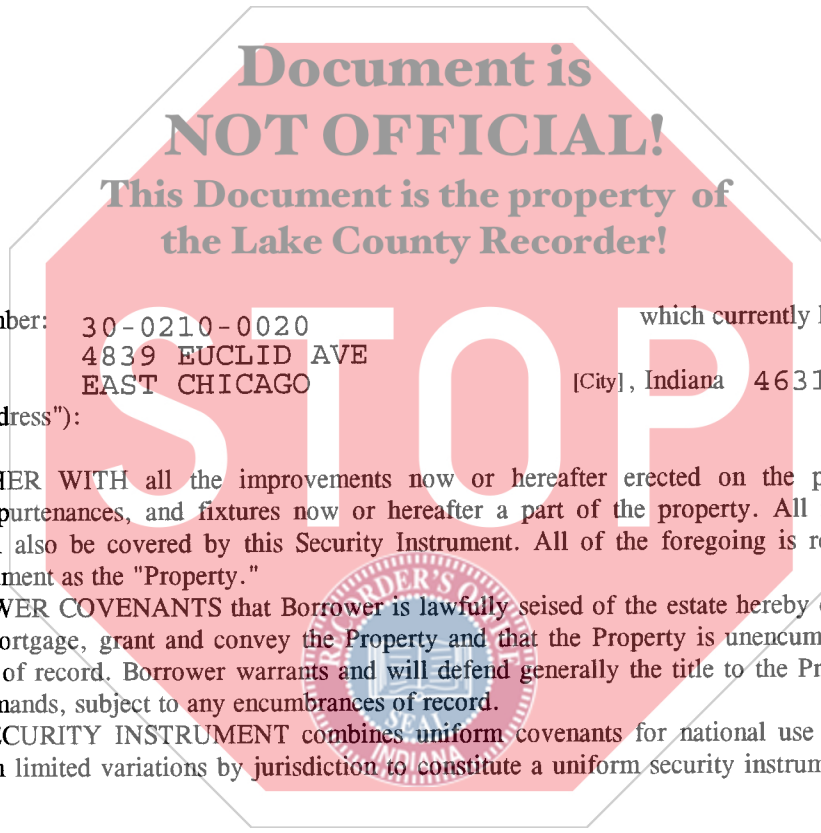 Document is
NOT OFFICIAL!
This Document is the property of
the Lake County Recorder!
STOP
30-0210-0020 which currently
4839 EUCLID AVE
EAST CHICAGO [City], Indiana
WITH all the improvements now or hereafter erected on the
and fixtures now or hereafter a part of the property. All
also be covered by this Security Instrument. All of the foregoing is
as the "Property."
COVENANTS that Borrower is lawfully seised of the estate hereby
grant and convey the Property and that the Property is
of record. Borrower warrants and will defend generally the title to the
subject to any encumbrances of record.
INSTRUMENT combines uniform covenants for national use
limited variations by jurisdiction to constitute a uniform security
RECORDER'S OFFICE
SEAL
INDIANA